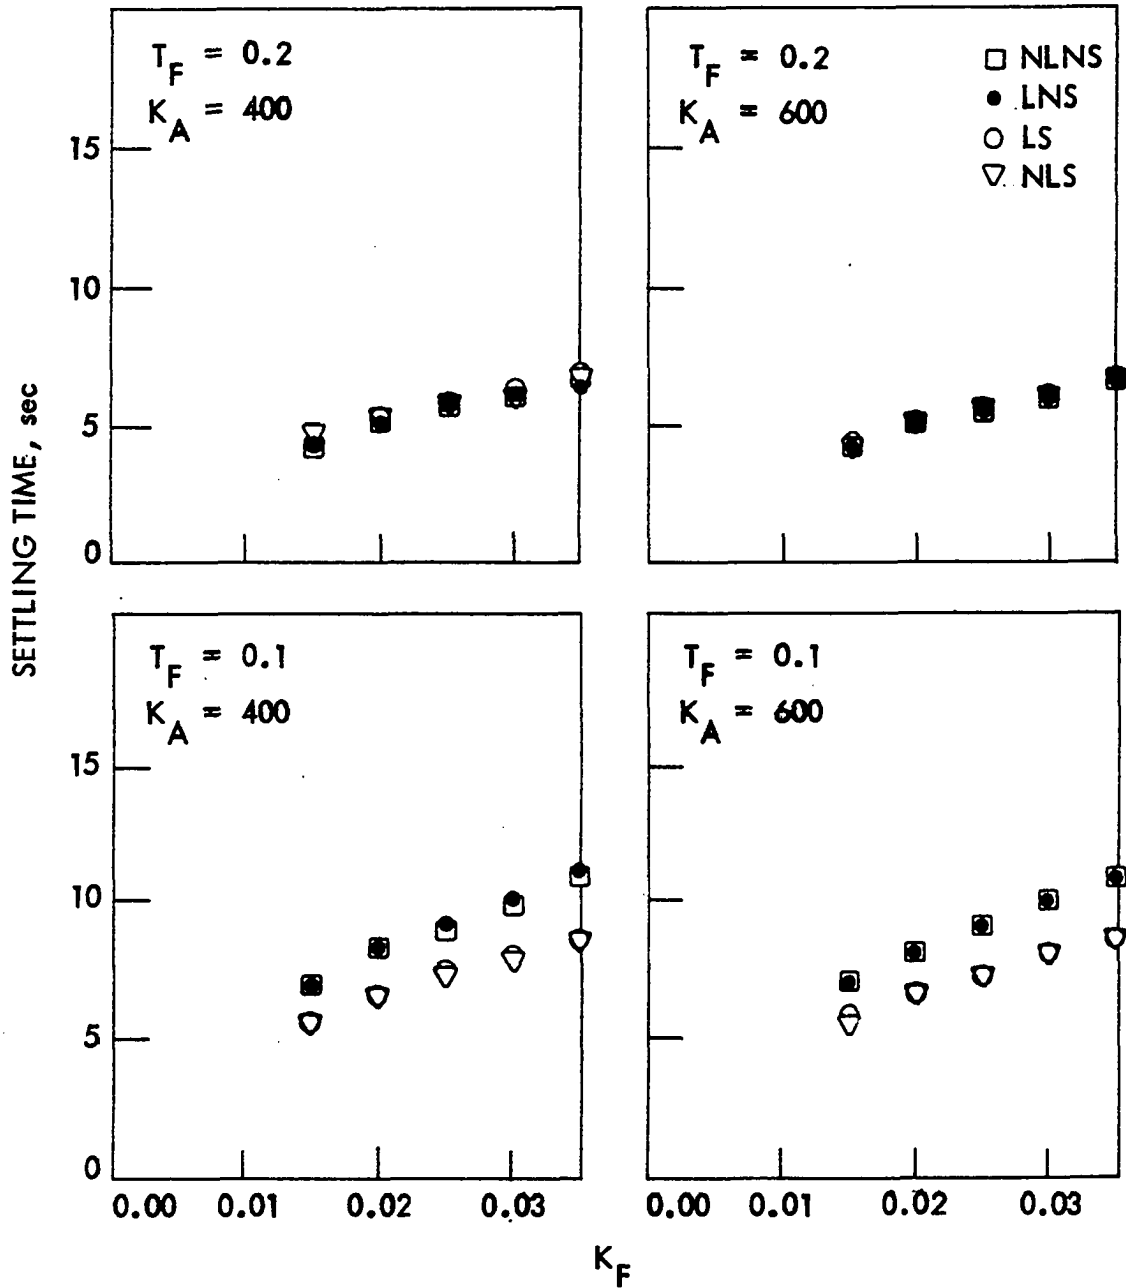 T_F = 0.2
K_A = 400
T_F = 0.2
K_A = 600
NLNS
LNS
LS
NLS
15
10
5
0
SETTLING TIME, sec
T_F = 0.1
K_A = 400
T_F = 0.1
K_A = 600
15
10
5
0
0.00 0.01 0.02 0.03
0.00 0.01 0.02 0.03
K_F